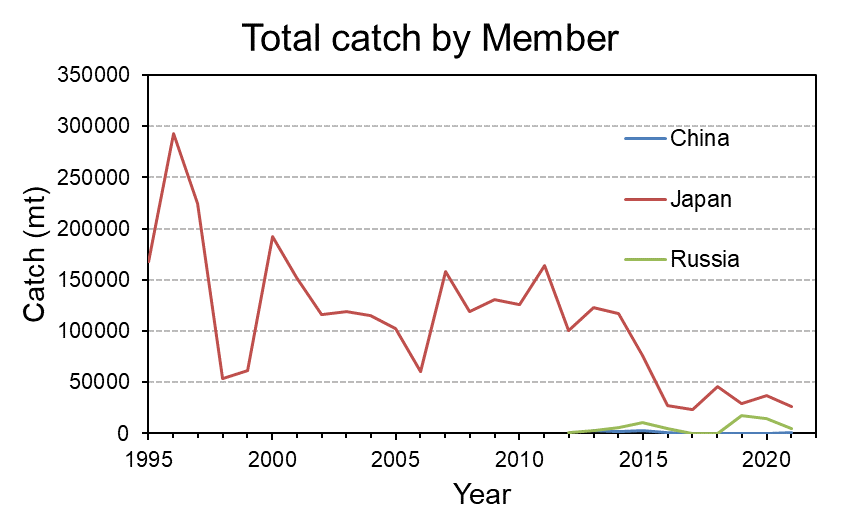 Total catch by Member
350000
300000
250000
200000
150000
100000
50000
0
Catch (mt)
China
Japan
Russia
1995 2000 2005 2010 2015 2020
Year